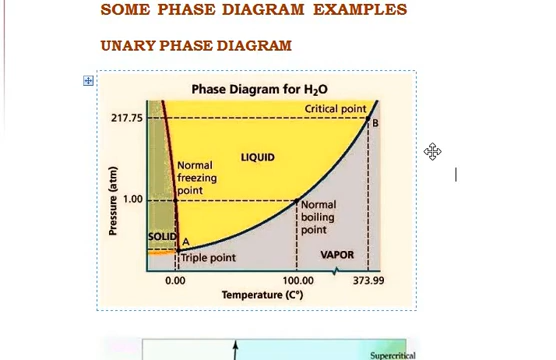 SOME PHASE DIAGRAM EXAMPLES
UNARY PHASE DIAGRAM
Phase Diagram for H₂O
Critical point
217.75
B
LIQUID
Normal
freezing
point
Pressure (atm)
1.00
Normal
boiling
point
SOLID
A
Triple point
VAPOR
0.00
100.00
373.99
Temperature (C°)
Supercritical